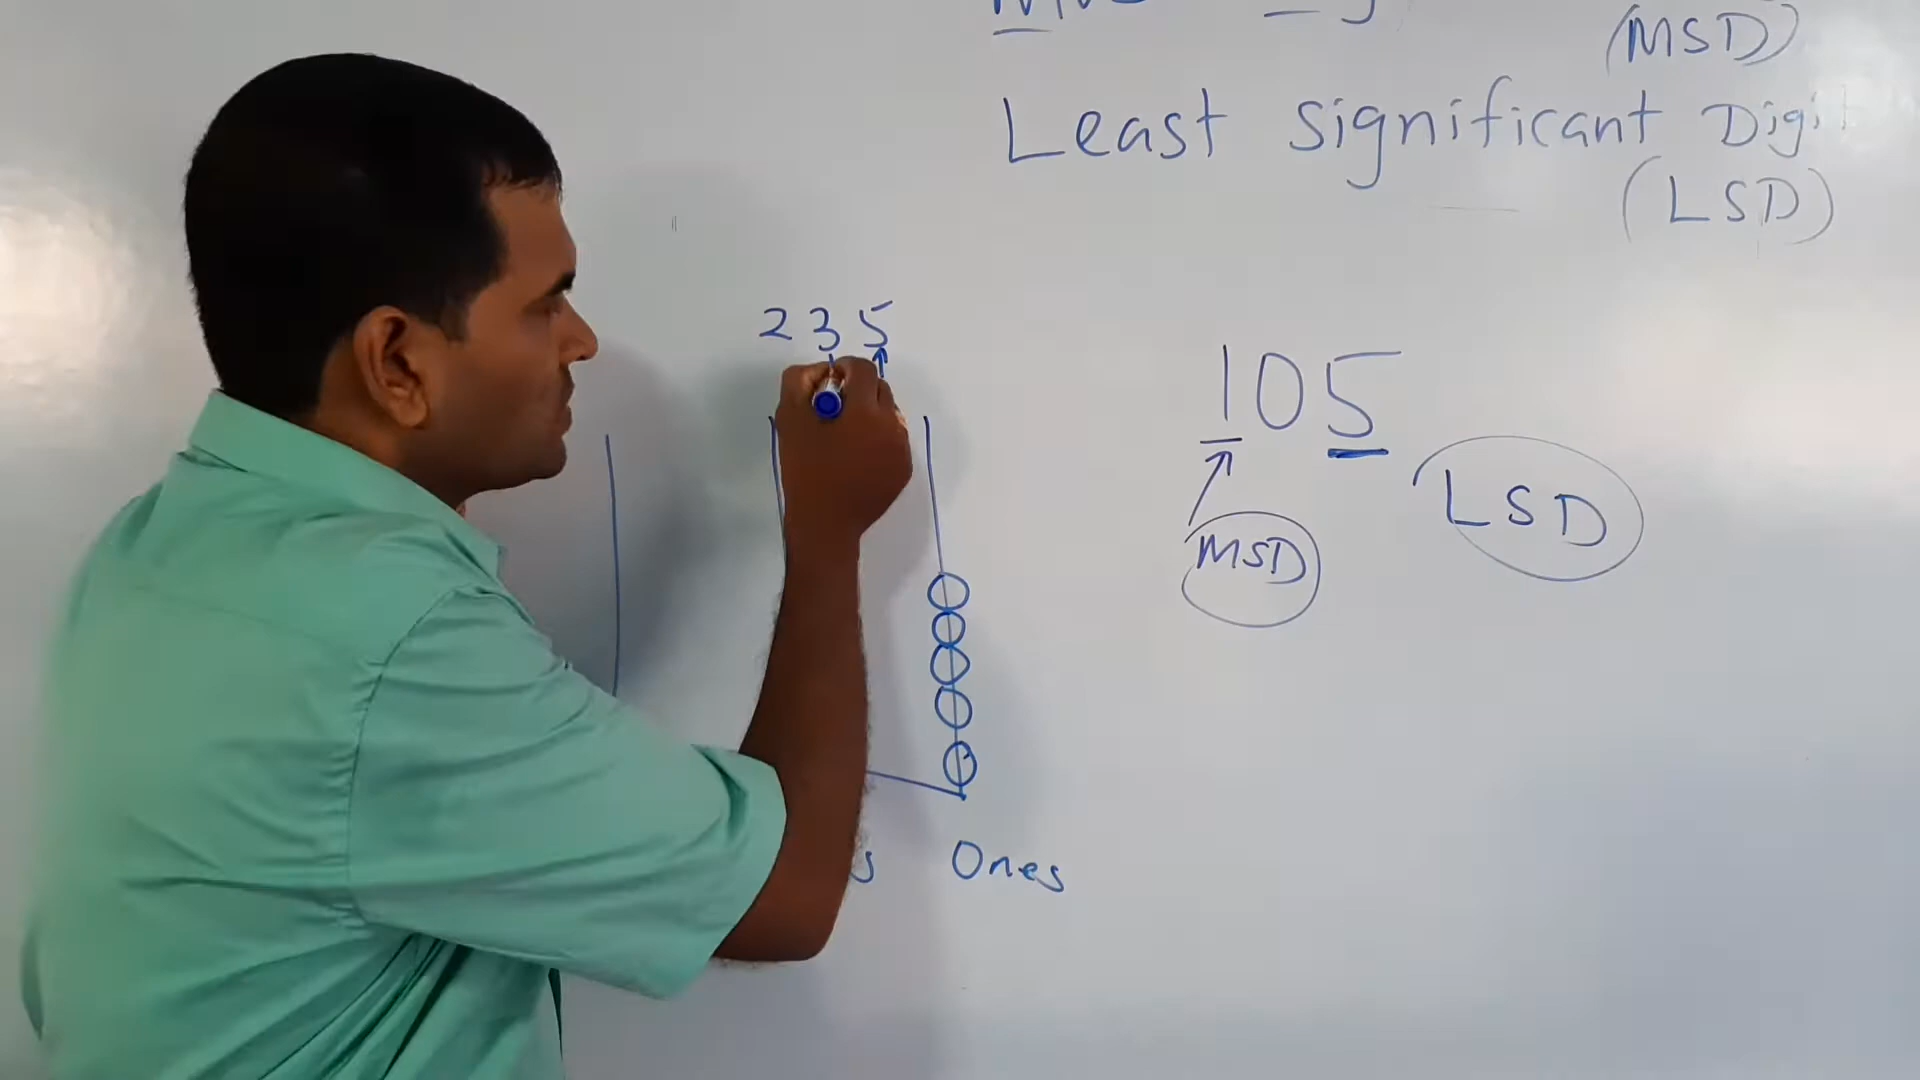 (MSD)
Least significant Digi
(LSD)
235
105
MSD
LSD
Ones